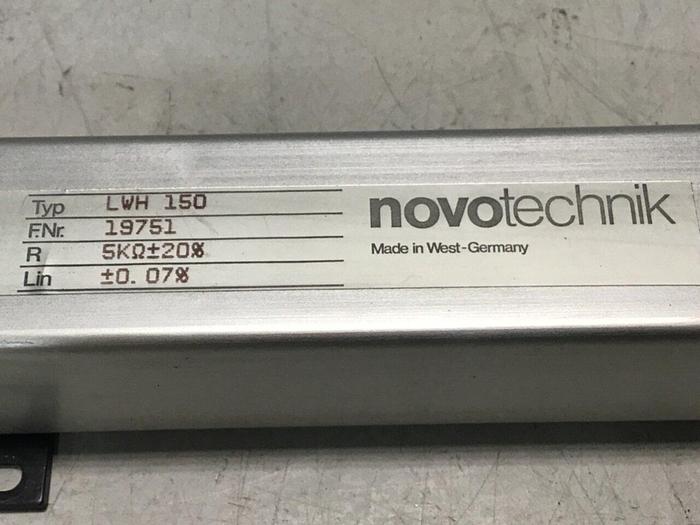 Typ LWH 150
F.Nr. 19751
R 5KΩ±20%
Lin ±0.07%
novotechnik
Made in West-Germany